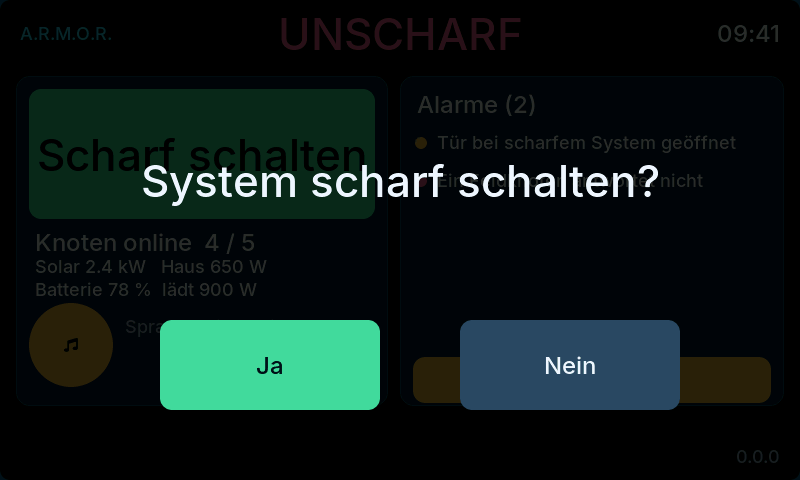 A.R.M.O.R.
UNSCHARF
09:41
Scharf schalten
Alarme (2)
Tür bei scharfem System geöffnet
nicht
System scharf schalten?
Knoten online 4 / 5
Solar 2.4 kW Haus 650 W
Batterie 78 % lädt 900 W
Ja
Nein
0.0.0